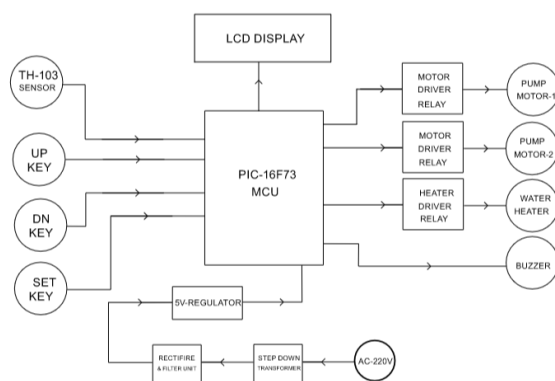 LCD DISPLAY
TH-103
SENSOR
UP
KEY
DN
KEY
SET
KEY
PIC-16F73
MCU
MOTOR
DRIVER
RELAY
PUMP
MOTOR-1
MOTOR
DRIVER
RELAY
PUMP
MOTOR-2
HEATER
DRIVER
RELAY
WATER
HEATER
BUZZER
5V-REGULATOR
RECTIFIRE
& FILTER UNIT
STEP DOWN
TRANSFORMER
AC-220V